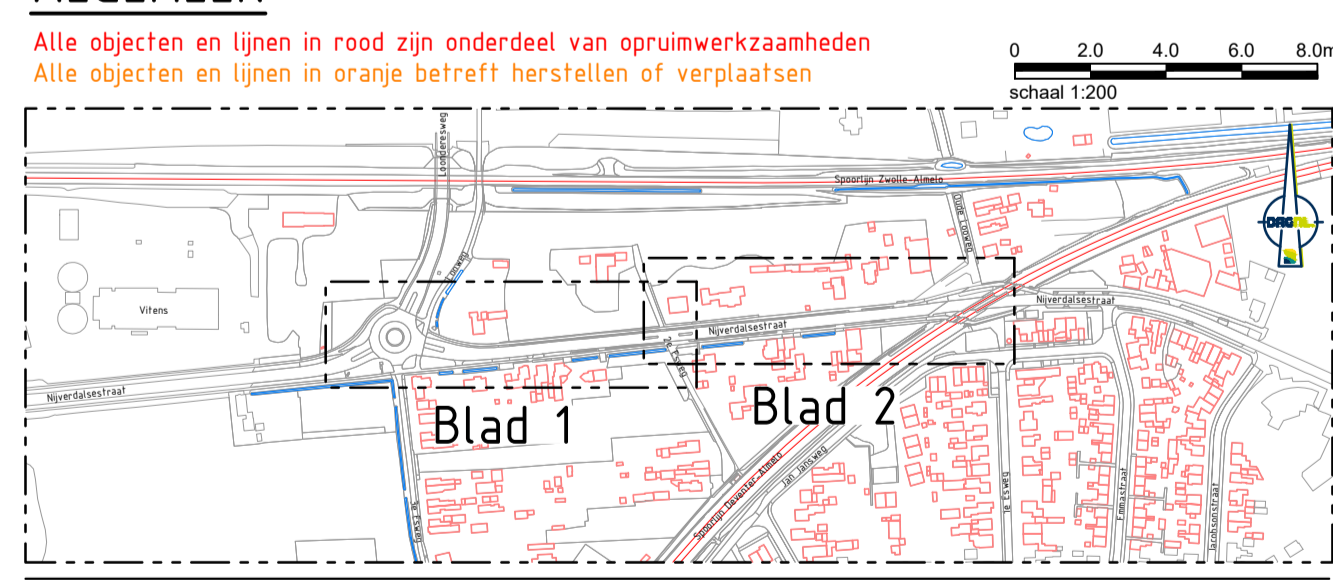 Alle objecten en lijnen in rood zijn onderdeel van opruimwerkzaamheden
Alle objecten en lijnen in oranje betreft herstellen of verplaatsen
0 2.0 4.0 6.0 8.0m
schaal 1:200
Loonderesweg
Spoorlijn Zwolle-Almelo
Oude Looweg
Looweg
Vitens
Nijverdalsestraat
Nijverdalsestraat
Nijverdalsestraat
2e Esweg
Blad 1
Blad 2
Spoorlijn Deventer-Almelo
Jan Jansweg
3e Esweg
1e Esweg
Emmastraat
Jacobsonstraat